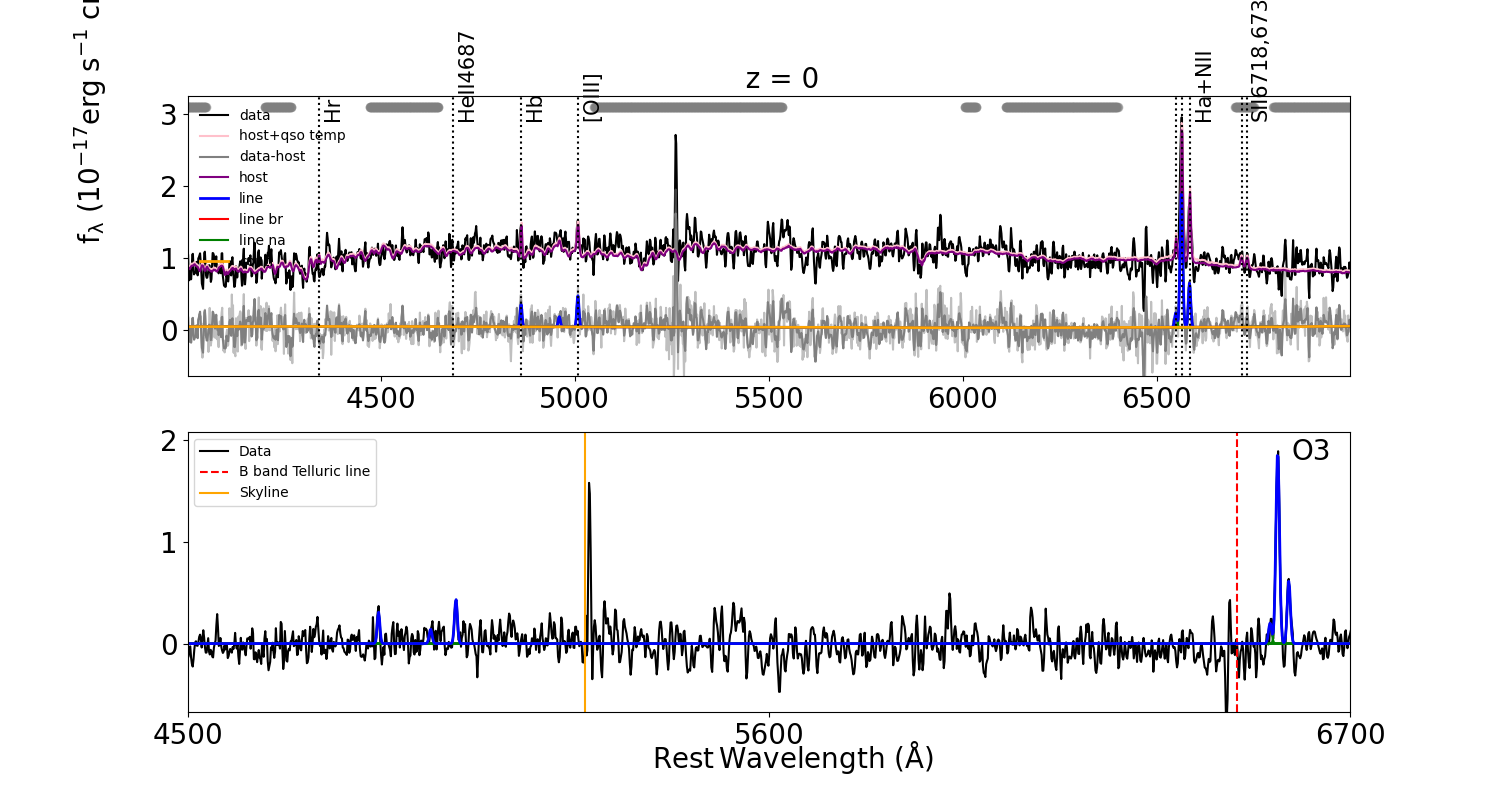 z = 0
Hr
HeII4687
Hb
[OIII]
Ha+NII
SII6718,673
fλ (10−17erg s−1 c
3
2
1
0
data
host+qso temp
data-host
host
line
line br
line na
4500
5000
5500
6000
6500
2
1
0
Data
B band Telluric line
Skyline
O3
4500
5600
6700
Rest Wavelength (Å)